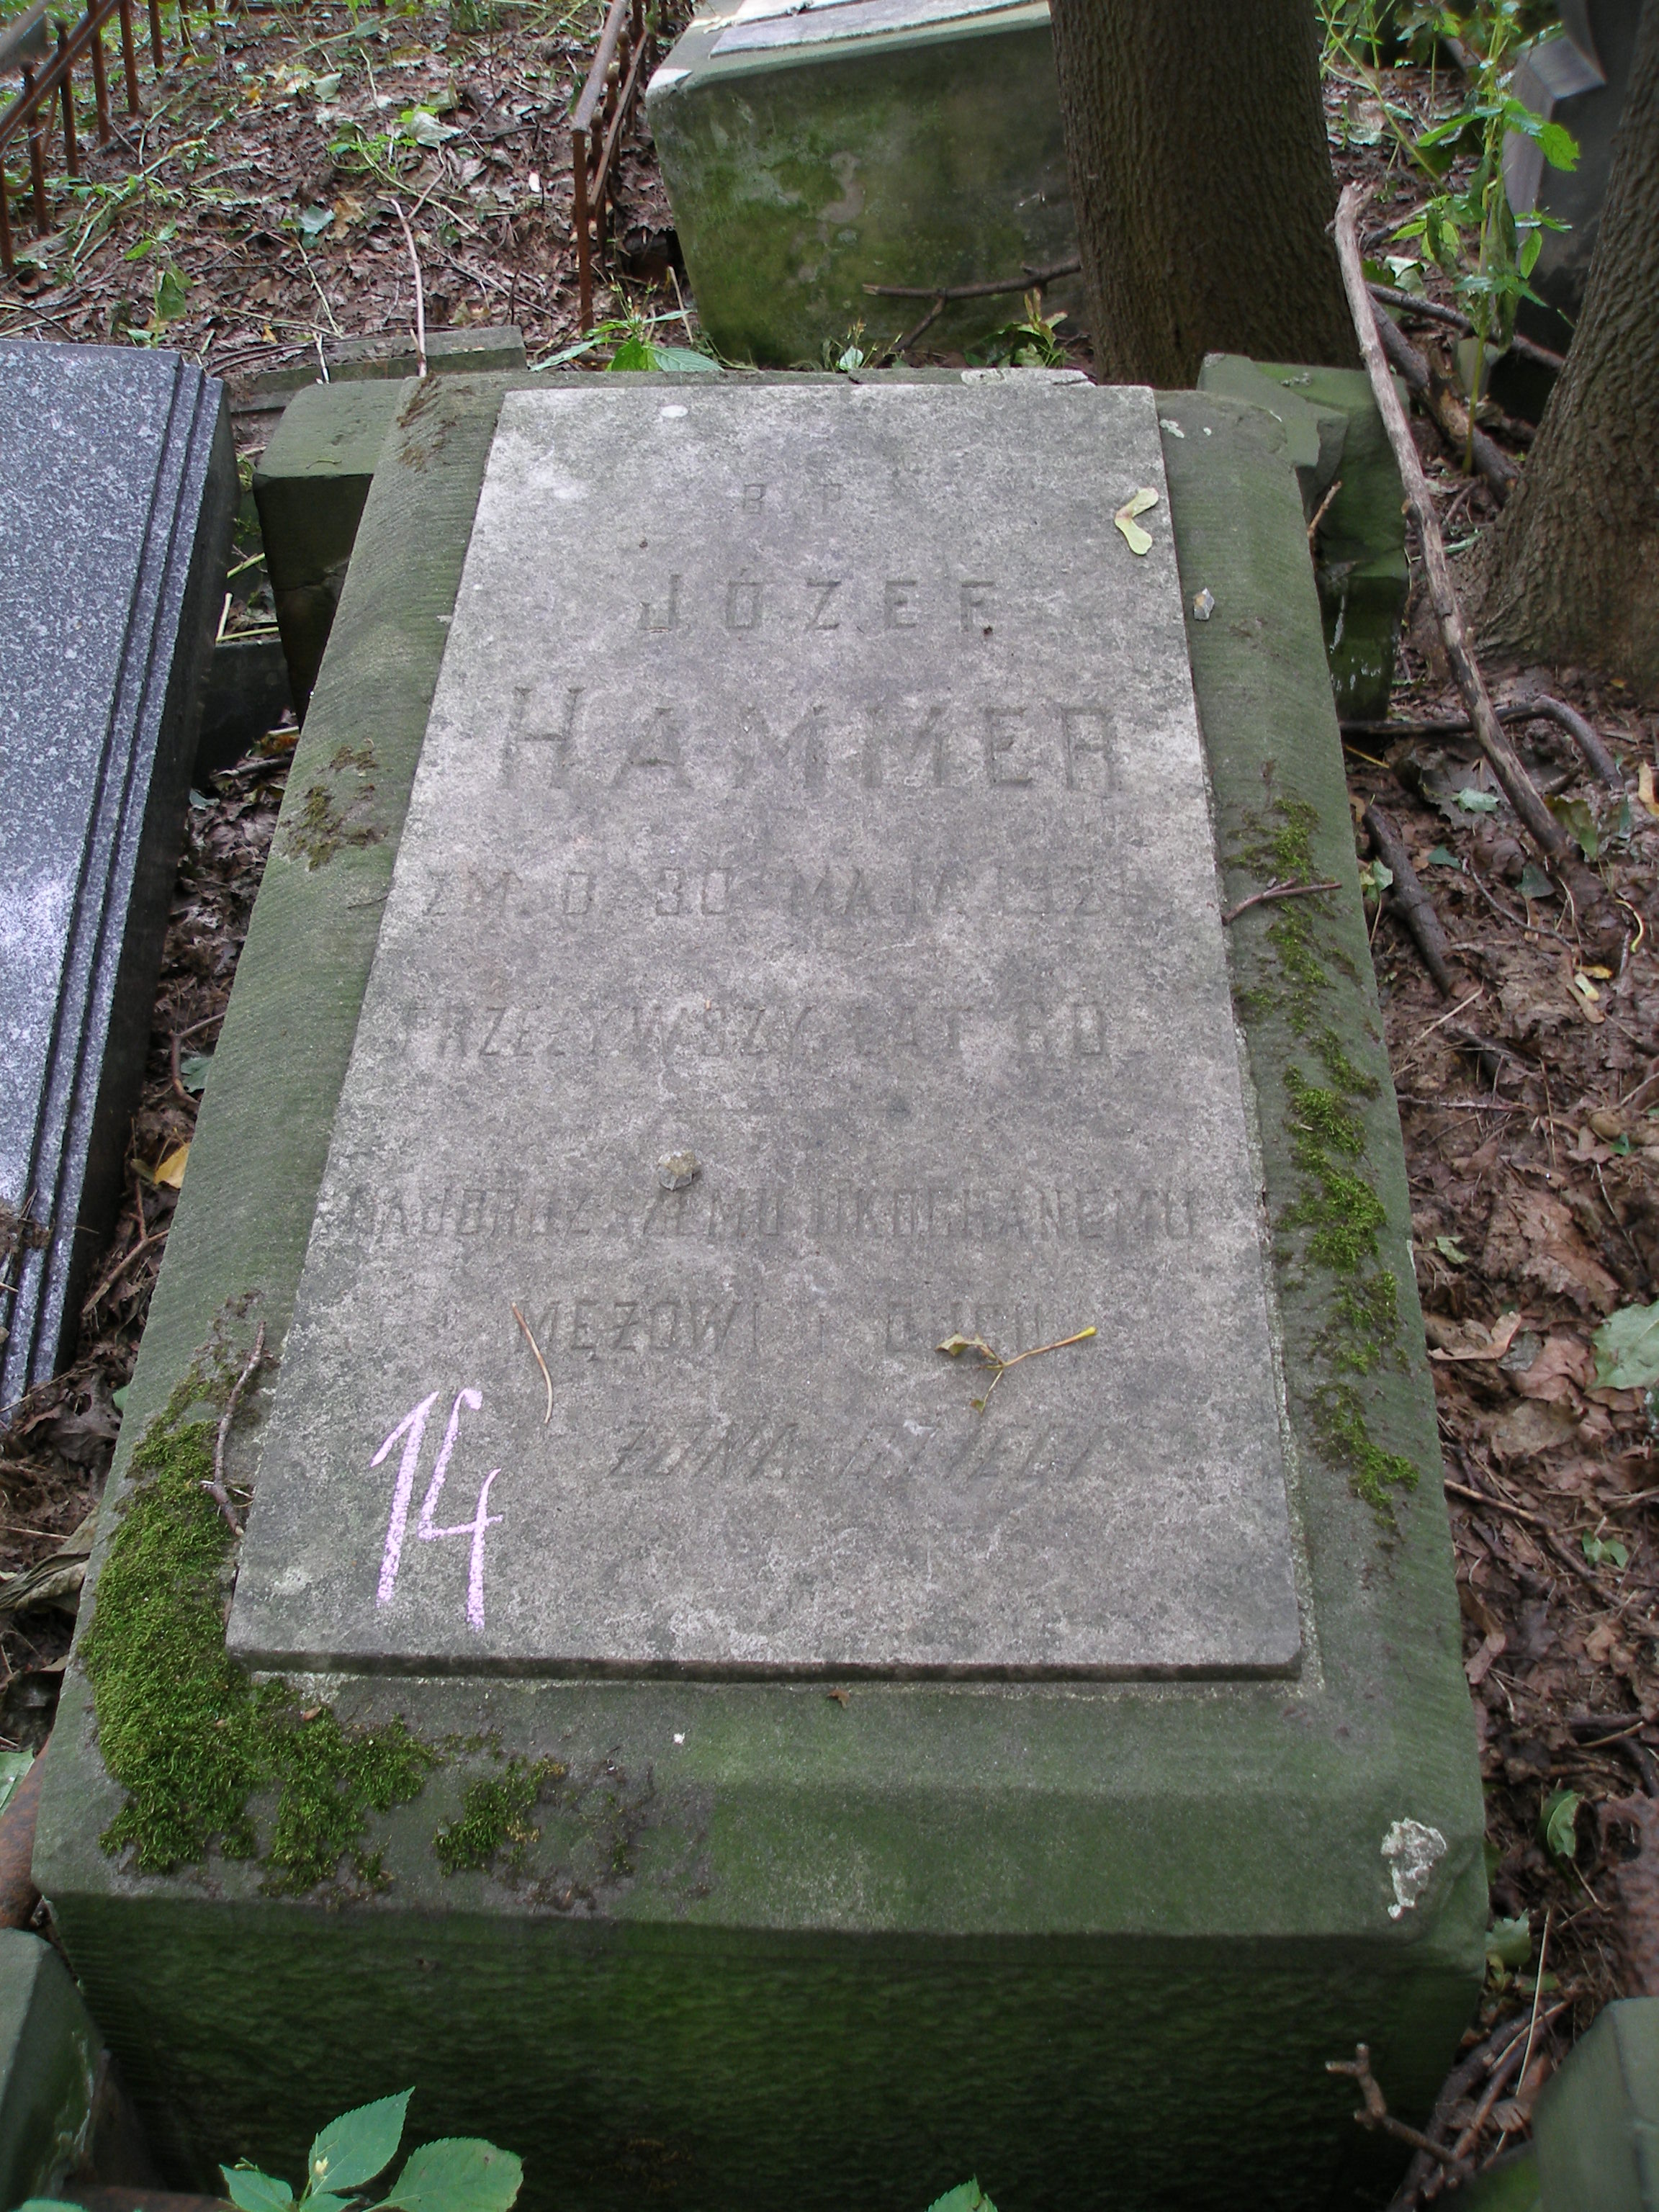 B. P.
JÓZEF
HAMMER
ZM. D. 30 MAJA
PRZEŻYWSZY LAT 60
NAJDROŻSZEMU UKOCHANEMU
MĘŻOWI I OJCU
ŻONA I DZIECI
14